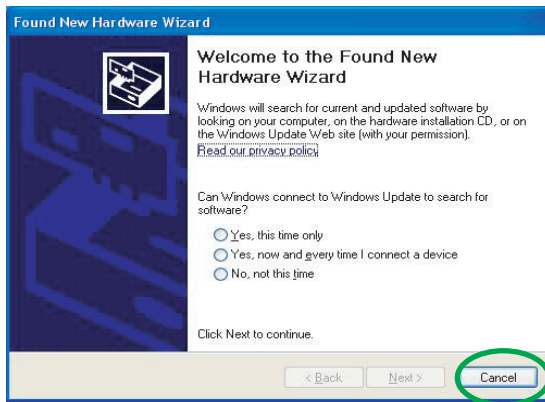 Found New Hardware Wizard
Welcome to the Found New
Hardware Wizard
Windows will search for current and updated software by
looking on your computer, on the hardware installation CD, or on
the Windows Update Web site (with your permission).
Read our privacy policy
Can Windows connect to Windows Update to search for
software?
Yes, this time only
Yes, now and every time I connect a device
No, not this time
Click Next to continue.
< Back Next > Cancel